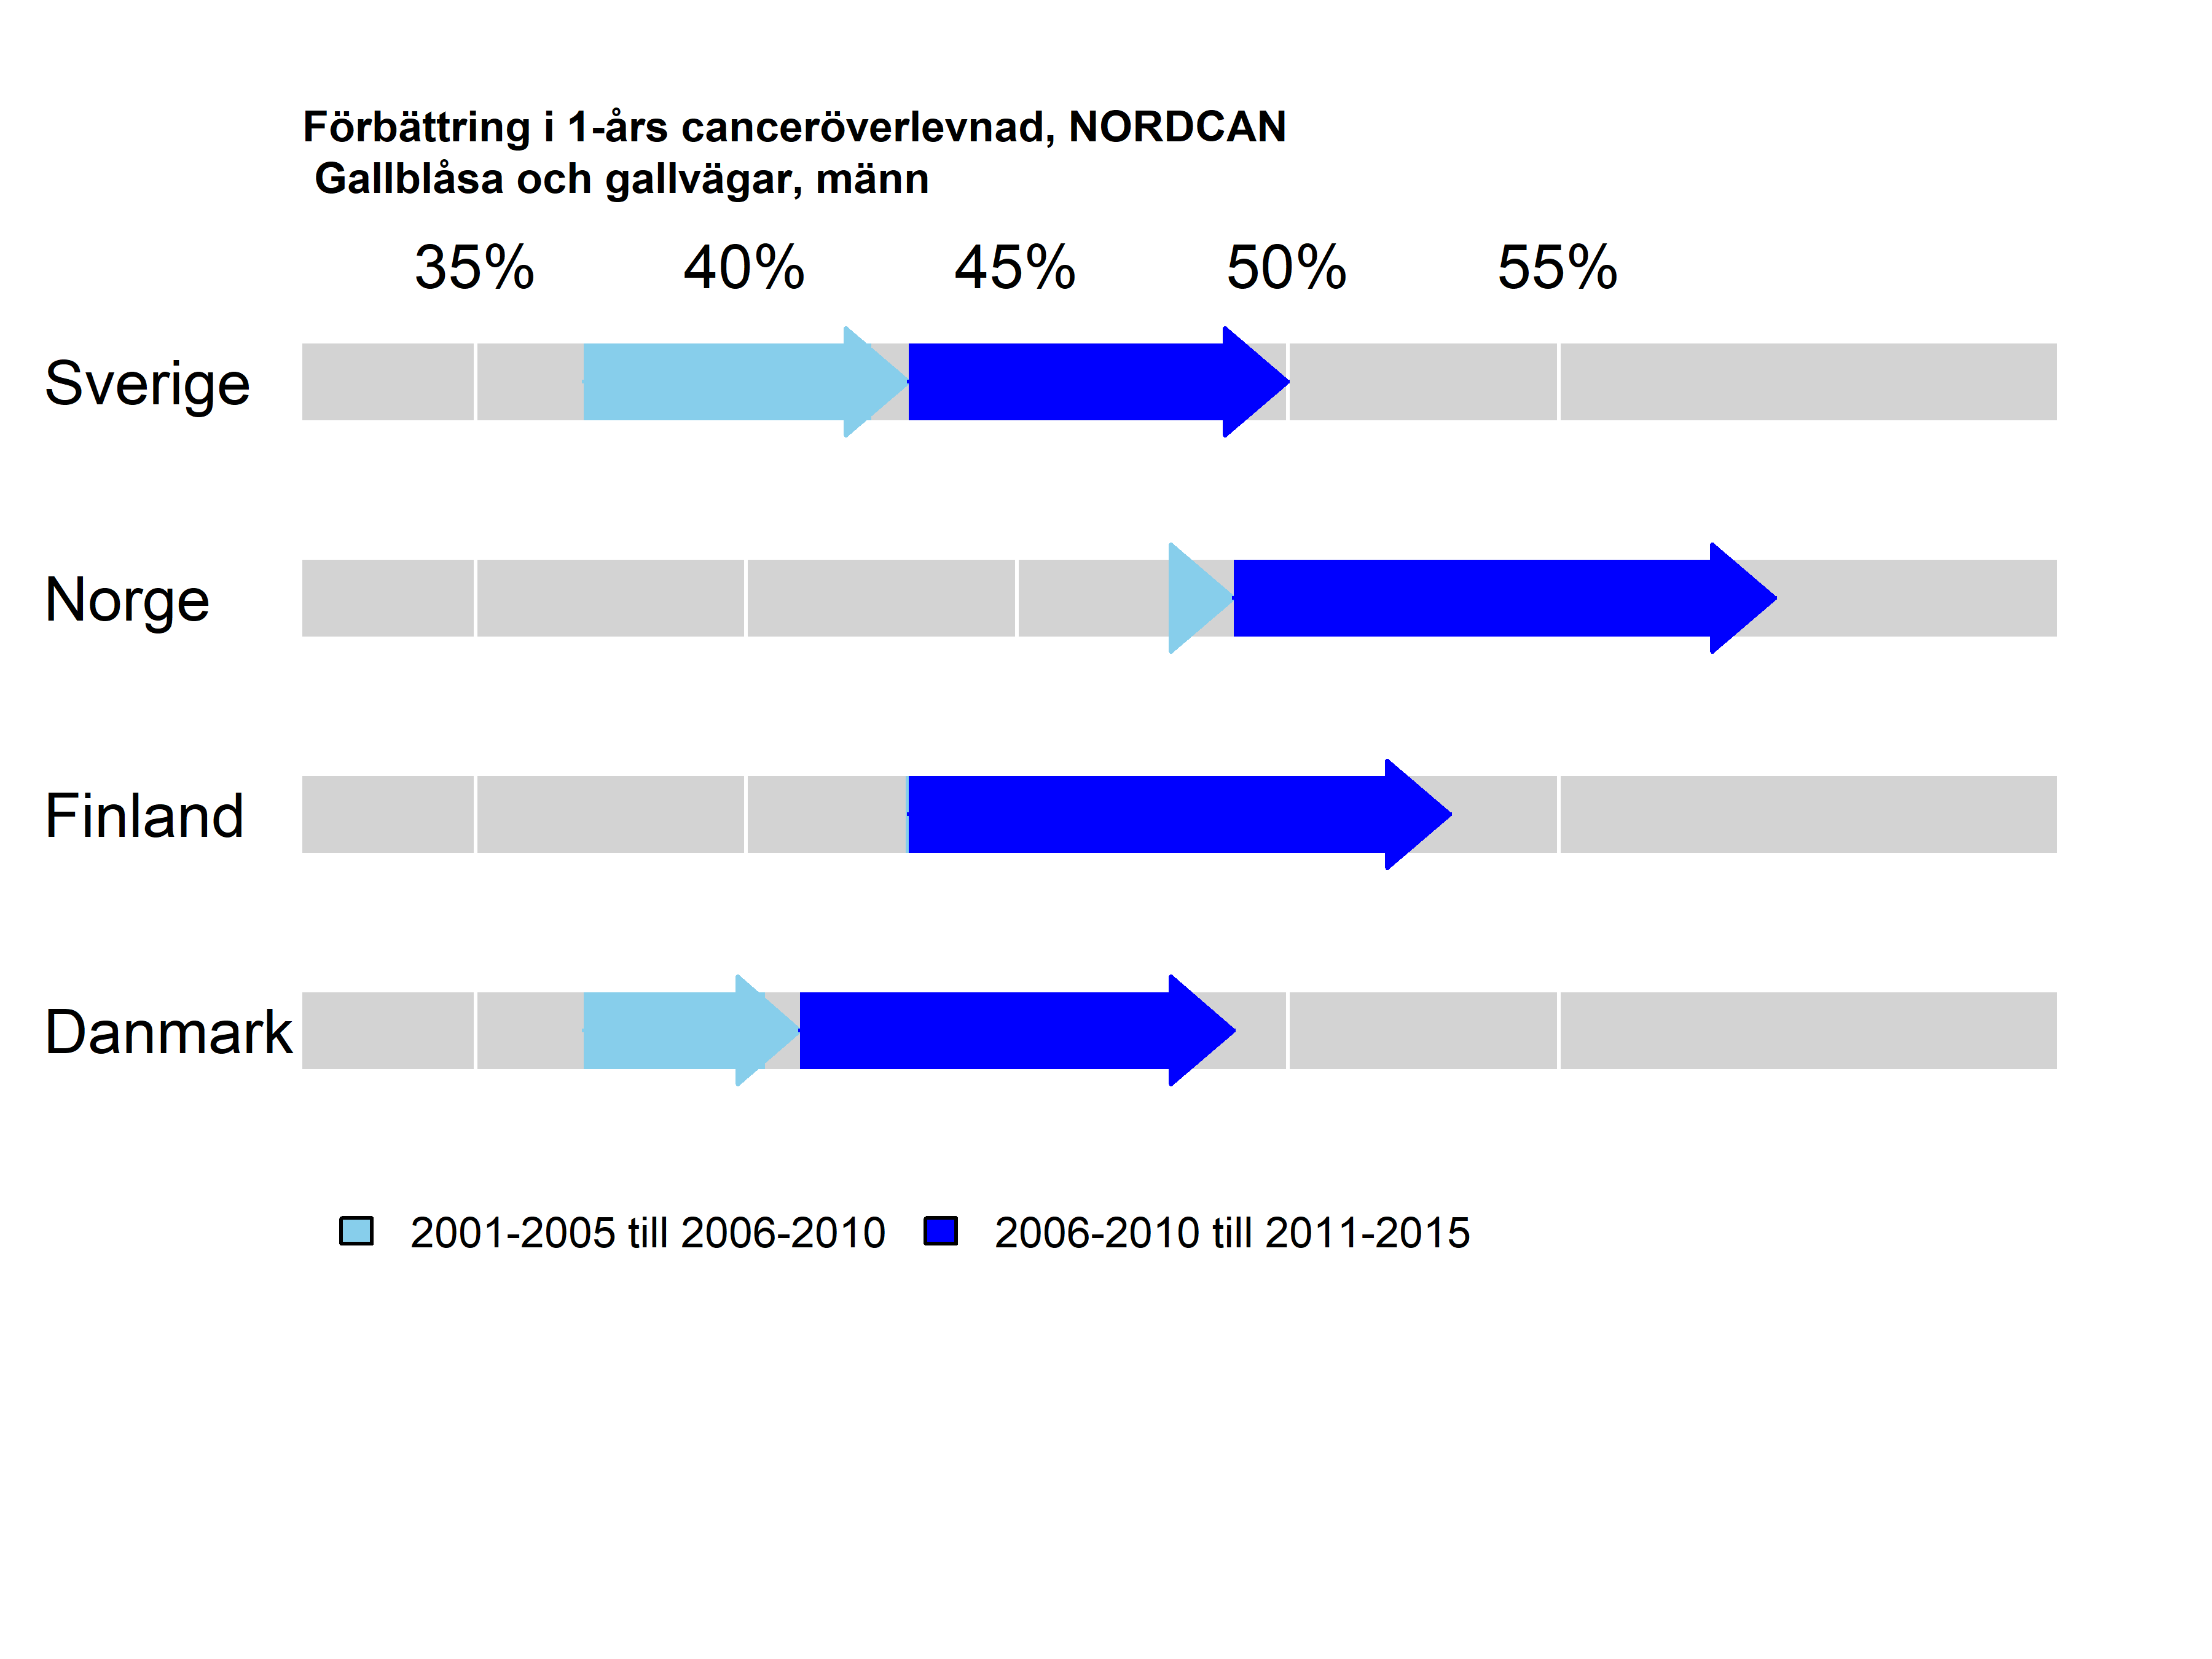 Förbättring i 1-års canceröverlevnad, NORDCAN
Gallblåsa och gallvägar, männ
35% 40% 45% 50% 55%
Sverige
Norge
Finland
Danmark
2001-2005 till 2006-2010 2006-2010 till 2011-2015